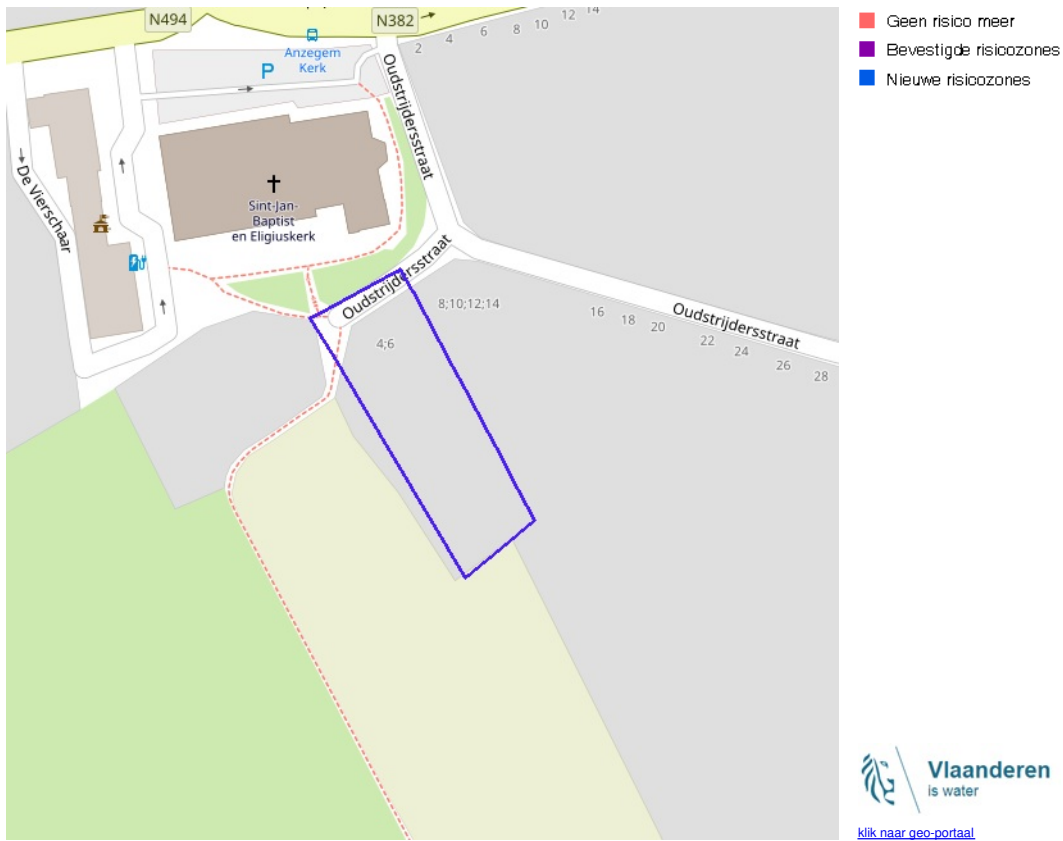 N494
N382
Anzegem
Kerk
P
2
4
6
8
10
12
14
Oudstrijdersstraat
De Vierschaar
Sint-Jan-
Baptist
en Eligiuskerk
Oudstrijdersstraat
8;10;12;14
4;6
16
18
20
Oudstrijdersstraat
22
24
26
28
Geen risico meer
Bevestigde risicozones
Nieuwe risicozones
Vlaanderen
is water
klik naar geo-portaal